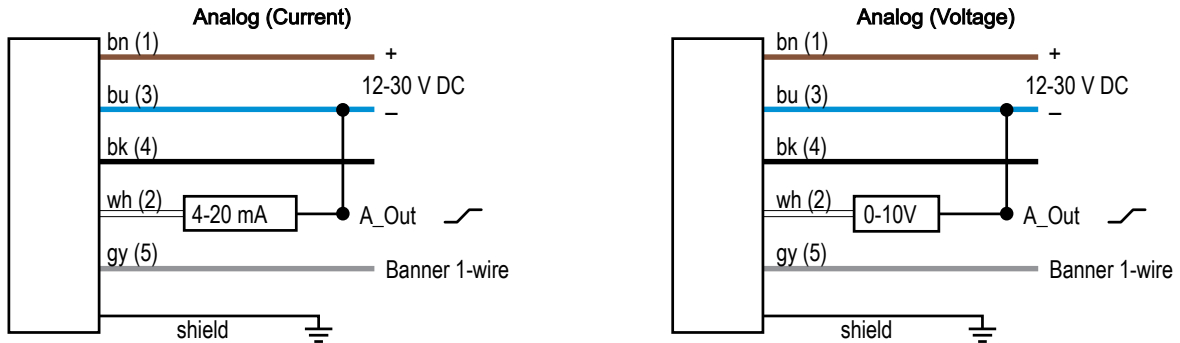 Analog (Current)
bn (1)
+
12-30 V DC
bu (3)
–
bk (4)
wh (2)
4-20 mA
A_Out
gy (5)
Banner 1-wire
shield
Analog (Voltage)
bn (1)
+
12-30 V DC
bu (3)
–
bk (4)
wh (2)
0-10V
A_Out
gy (5)
Banner 1-wire
shield